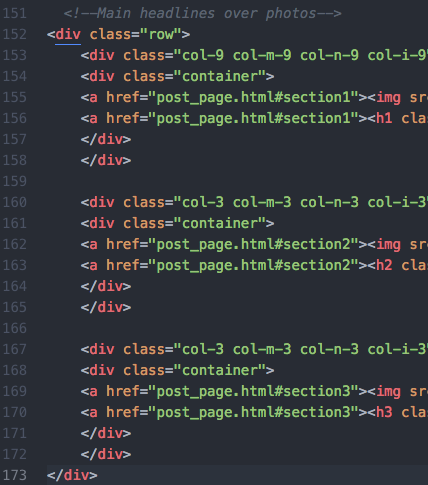 151 <!--Main headlines over photos-->
152 <div class="row">
153 <div class="col-9 col-m-9 col-n-9 col-i-9"
154 <div class="container">
155 <a href="post_page.html#section1"><img sr
156 <a href="post_page.html#section1"><h1 cla
157 </div>
158 </div>
159
160 <div class="col-3 col-m-3 col-n-3 col-i-3"
161 <div class="container">
162 <a href="post_page.html#section2"><img sr
163 <a href="post_page.html#section2"><h2 cla
164 </div>
165 </div>
166
167 <div class="col-3 col-m-3 col-n-3 col-i-3"
168 <div class="container">
169 <a href="post_page.html#section3"><img sr
170 <a href="post_page.html#section3"><h3 cla
171 </div>
172 </div>
173 </div>